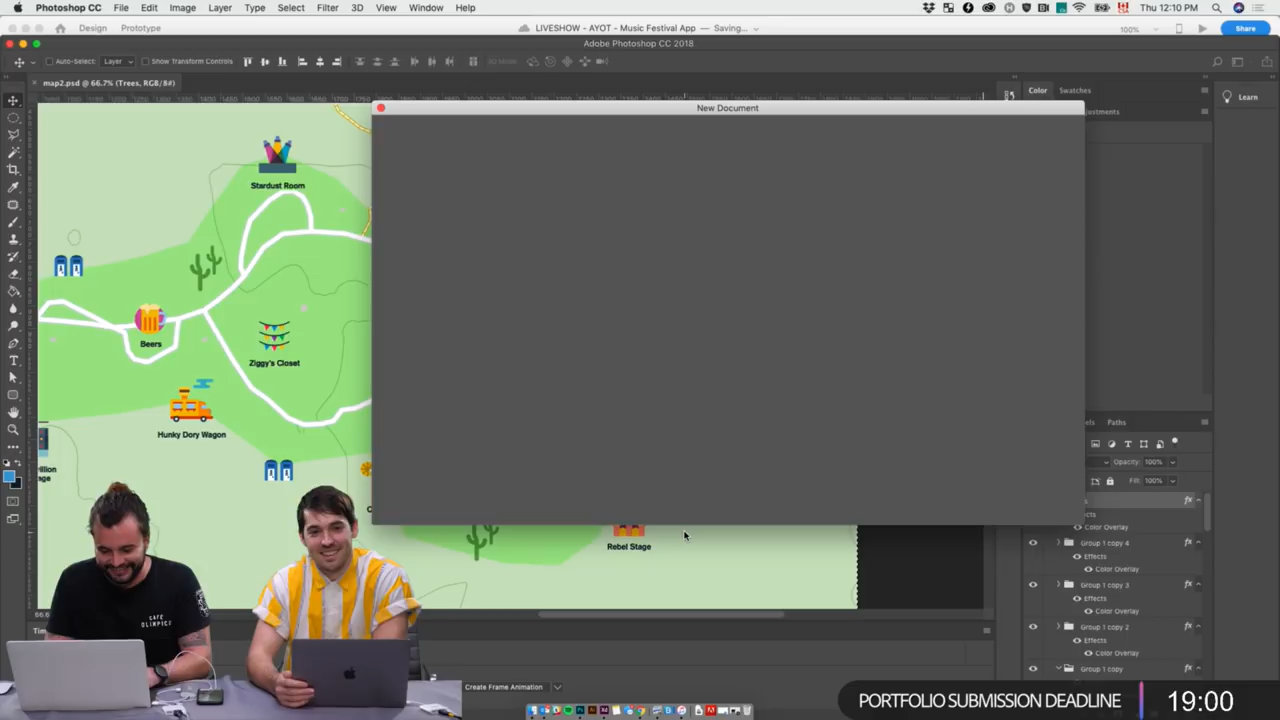 Photoshop CC File Edit Image Layer Type Select Filter 3D View Window Help Thu 12:10 PM
Design Prototype LIVESHOW - AYOT - Music Festival App — Saving... 100% Share
Adobe Photoshop CC 2018
Auto-Select: Layer Show Transform Controls 3D Mode:
map2.psd @ 66.7% (Trees, RGB/8#)
New Document
Color Swatches
Learn
Stardust Room
Beers
Ziggy's Closet
Hunky Dory Wagon
Rebel Stage
Paths
Opacity: 100%
Fill: 100%
Color Overlay
Group 1 copy 4
Effects
Color Overlay
Group 1 copy 3
Effects
Color Overlay
Group 1 copy 2
Effects
Color Overlay
Group 1 copy
CAFE
OLIMPICO
Create Frame Animation
PORTFOLIO SUBMISSION DEADLINE 19:00